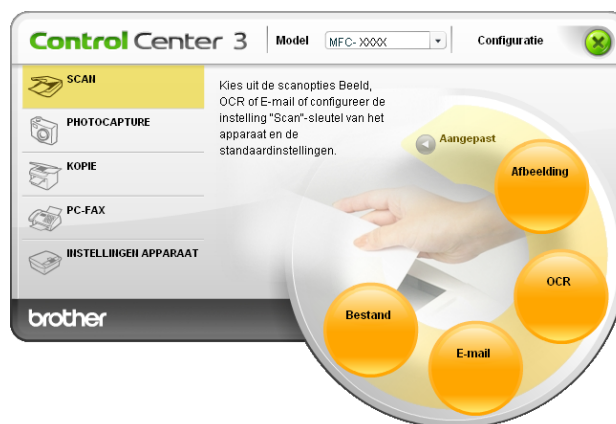 Control Center 3
Model
MFC-XXXX
Configuratie
SCAN
PHOTOCAPTURE
KOPIE
PC-FAX
INSTELLINGEN APPARAAT
Kies uit de scanopties Beeld,
OCR of E-mail of configureer de
instelling "Scan"-sleutel van het
apparaat en de
standaardinstellingen.
Aangepast
Afbeelding
OCR
E-mail
Bestand
brother